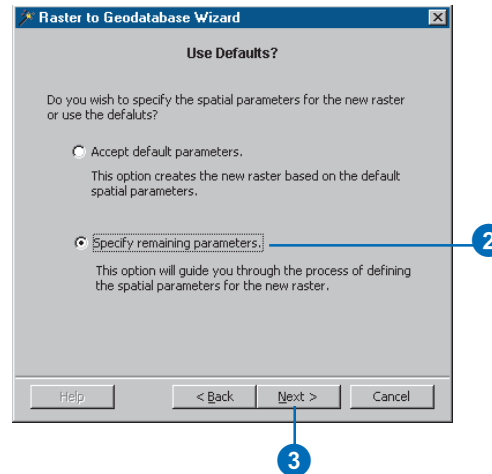 Raster to Geodatabase Wizard
Use Defaults?
Do you wish to specify the spatial parameters for the new raster
or use the defaluts?
Accept default parameters.
This option creates the new raster based on the default
spatial parameters.
Specify remaining parameters.
2
This option will guide you through the process of defining
the spatial parameters for the new raster.
Help
< Back
Next >
Cancel
3